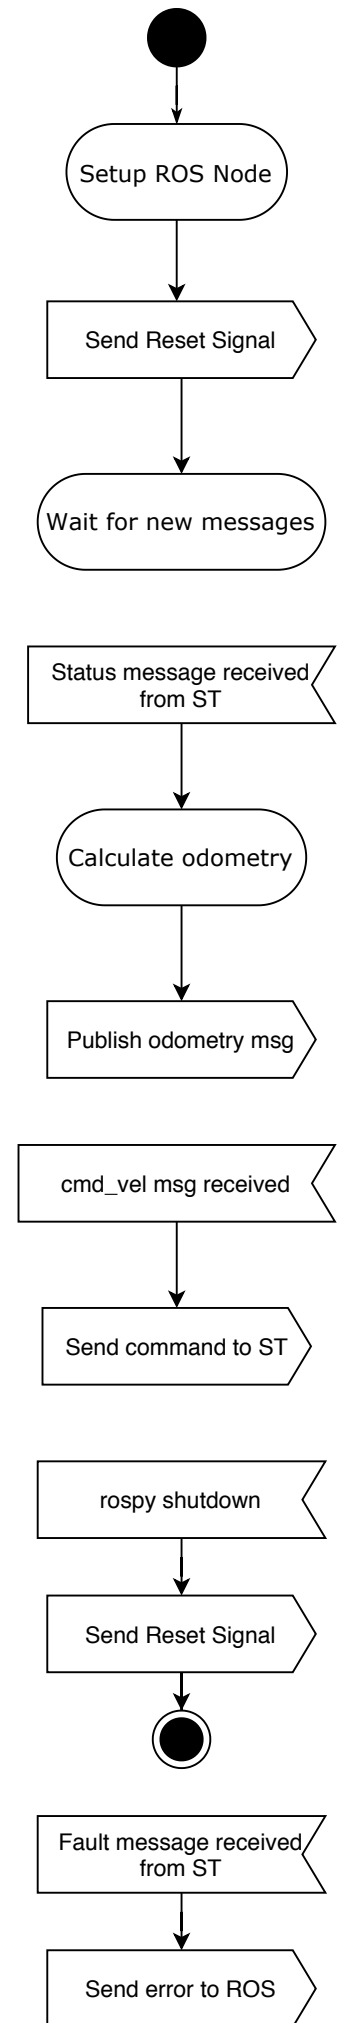 Setup ROS Node
Send Reset Signal
Wait for new messages
Status message received
from ST
Calculate odometry
Publish odometry msg
cmd_vel msg received
Send command to ST
rospy shutdown
Send Reset Signal
Fault message received
from ST
Send error to ROS